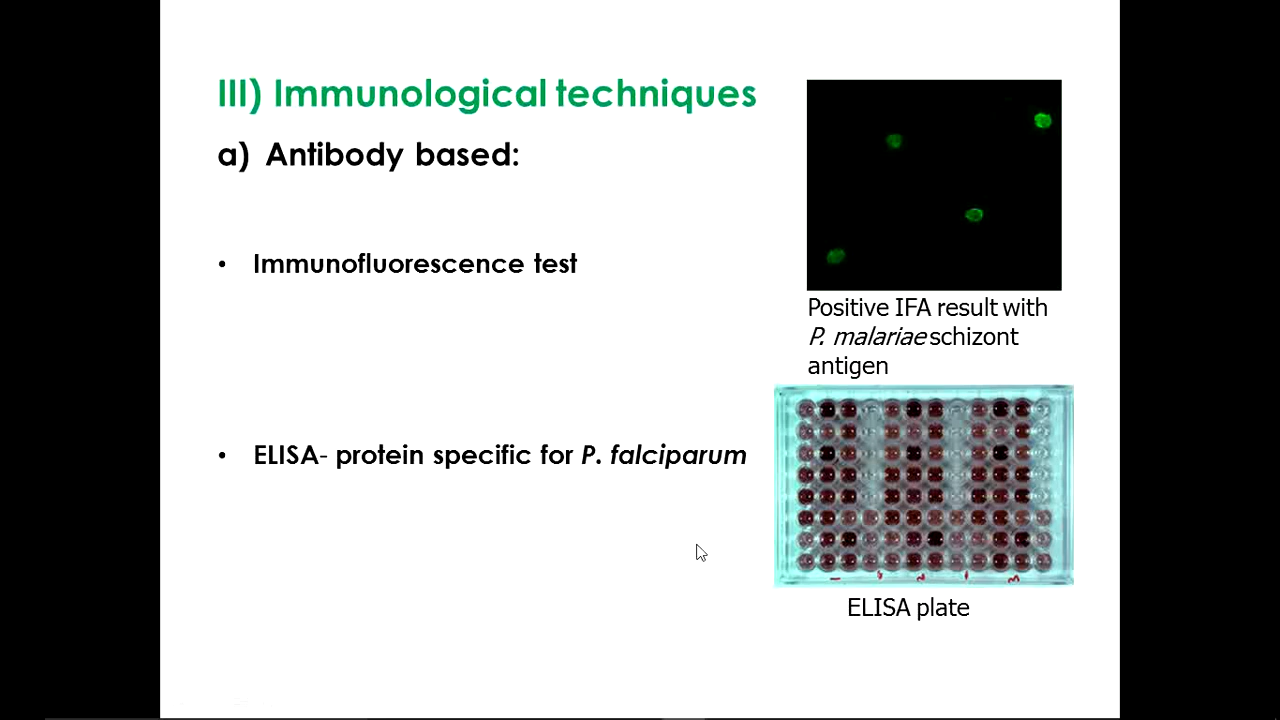 III) Immunological techniques
a) Antibody based:
• Immunofluorescence test
Positive IFA result with
P. malariae schizont
antigen
• ELISA- protein specific for P. falciparum
ELISA plate